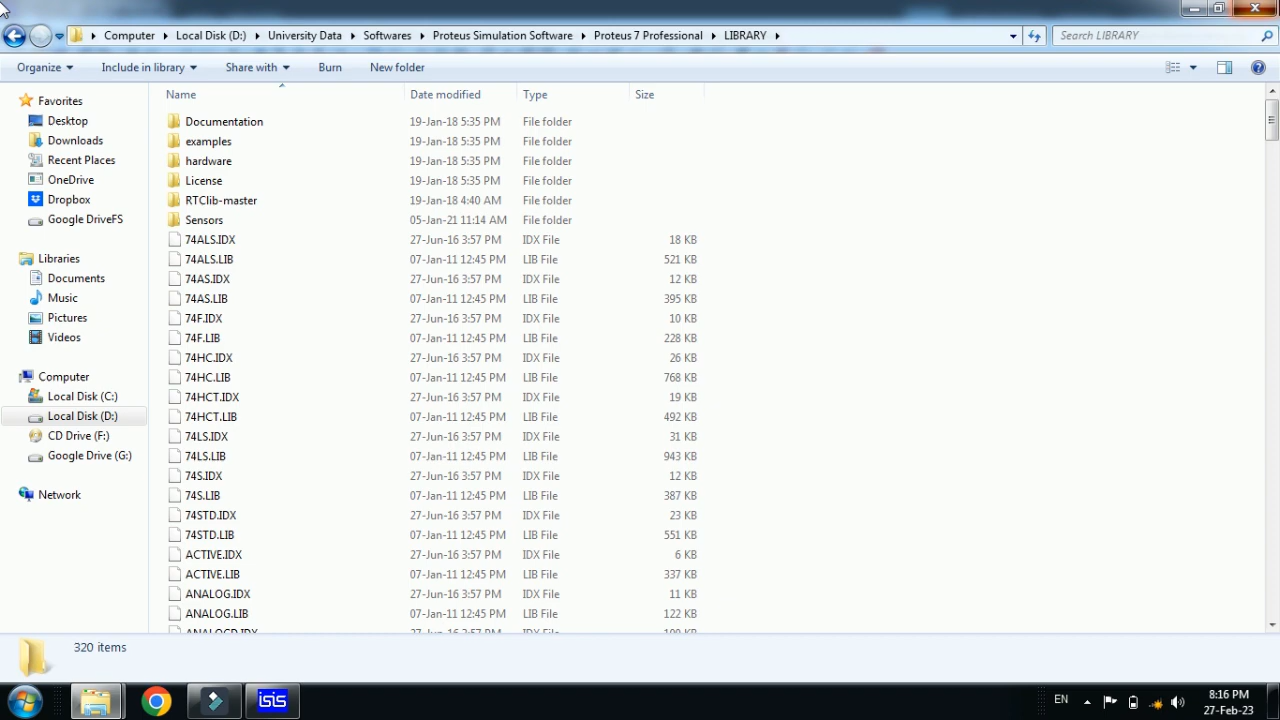 Computer Local Disk (D:) University Data Softwares Proteus Simulation Software Proteus 7 Professional LIBRARY Search LIBRARY
Organize Include in library Share with Burn New folder
Favorites
Desktop
Downloads
Recent Places
OneDrive
Dropbox
Google DriveFS
Libraries
Documents
Music
Pictures
Videos
Computer
Local Disk (C:)
Local Disk (D:)
CD Drive (F:)
Google Drive (G:)
Network
Name Date modified Type Size
Documentation 19-Jan-18 5:35 PM File folder
examples 19-Jan-18 5:35 PM File folder
hardware 19-Jan-18 5:35 PM File folder
License 19-Jan-18 5:35 PM File folder
RTClib-master 19-Jan-18 4:40 AM File folder
Sensors 05-Jan-21 11:14 AM File folder
74ALS.IDX 27-Jun-16 3:57 PM IDX File 18 KB
74ALS.LIB 07-Jan-11 12:45 PM LIB File 521 KB
74AS.IDX 27-Jun-16 3:57 PM IDX File 12 KB
74AS.LIB 07-Jan-11 12:45 PM LIB File 395 KB
74F.IDX 27-Jun-16 3:57 PM IDX File 10 KB
74F.LIB 07-Jan-11 12:45 PM LIB File 228 KB
74HC.IDX 27-Jun-16 3:57 PM IDX File 26 KB
74HC.LIB 07-Jan-11 12:45 PM LIB File 768 KB
74HCT.IDX 27-Jun-16 3:57 PM IDX File 19 KB
74HCT.LIB 07-Jan-11 12:45 PM LIB File 492 KB
74LS.IDX 27-Jun-16 3:57 PM IDX File 31 KB
74LS.LIB 07-Jan-11 12:45 PM LIB File 943 KB
74S.IDX 27-Jun-16 3:57 PM IDX File 12 KB
74S.LIB 07-Jan-11 12:45 PM LIB File 387 KB
74STD.IDX 27-Jun-16 3:57 PM IDX File 23 KB
74STD.LIB 07-Jan-11 12:45 PM LIB File 551 KB
ACTIVE.IDX 27-Jun-16 3:57 PM IDX File 6 KB
ACTIVE.LIB 07-Jan-11 12:45 PM LIB File 337 KB
ANALOG.IDX 27-Jun-16 3:57 PM IDX File 11 KB
ANALOG.LIB 07-Jan-11 12:45 PM LIB File 122 KB
320 items
isis
EN 8:16 PM
27-Feb-23